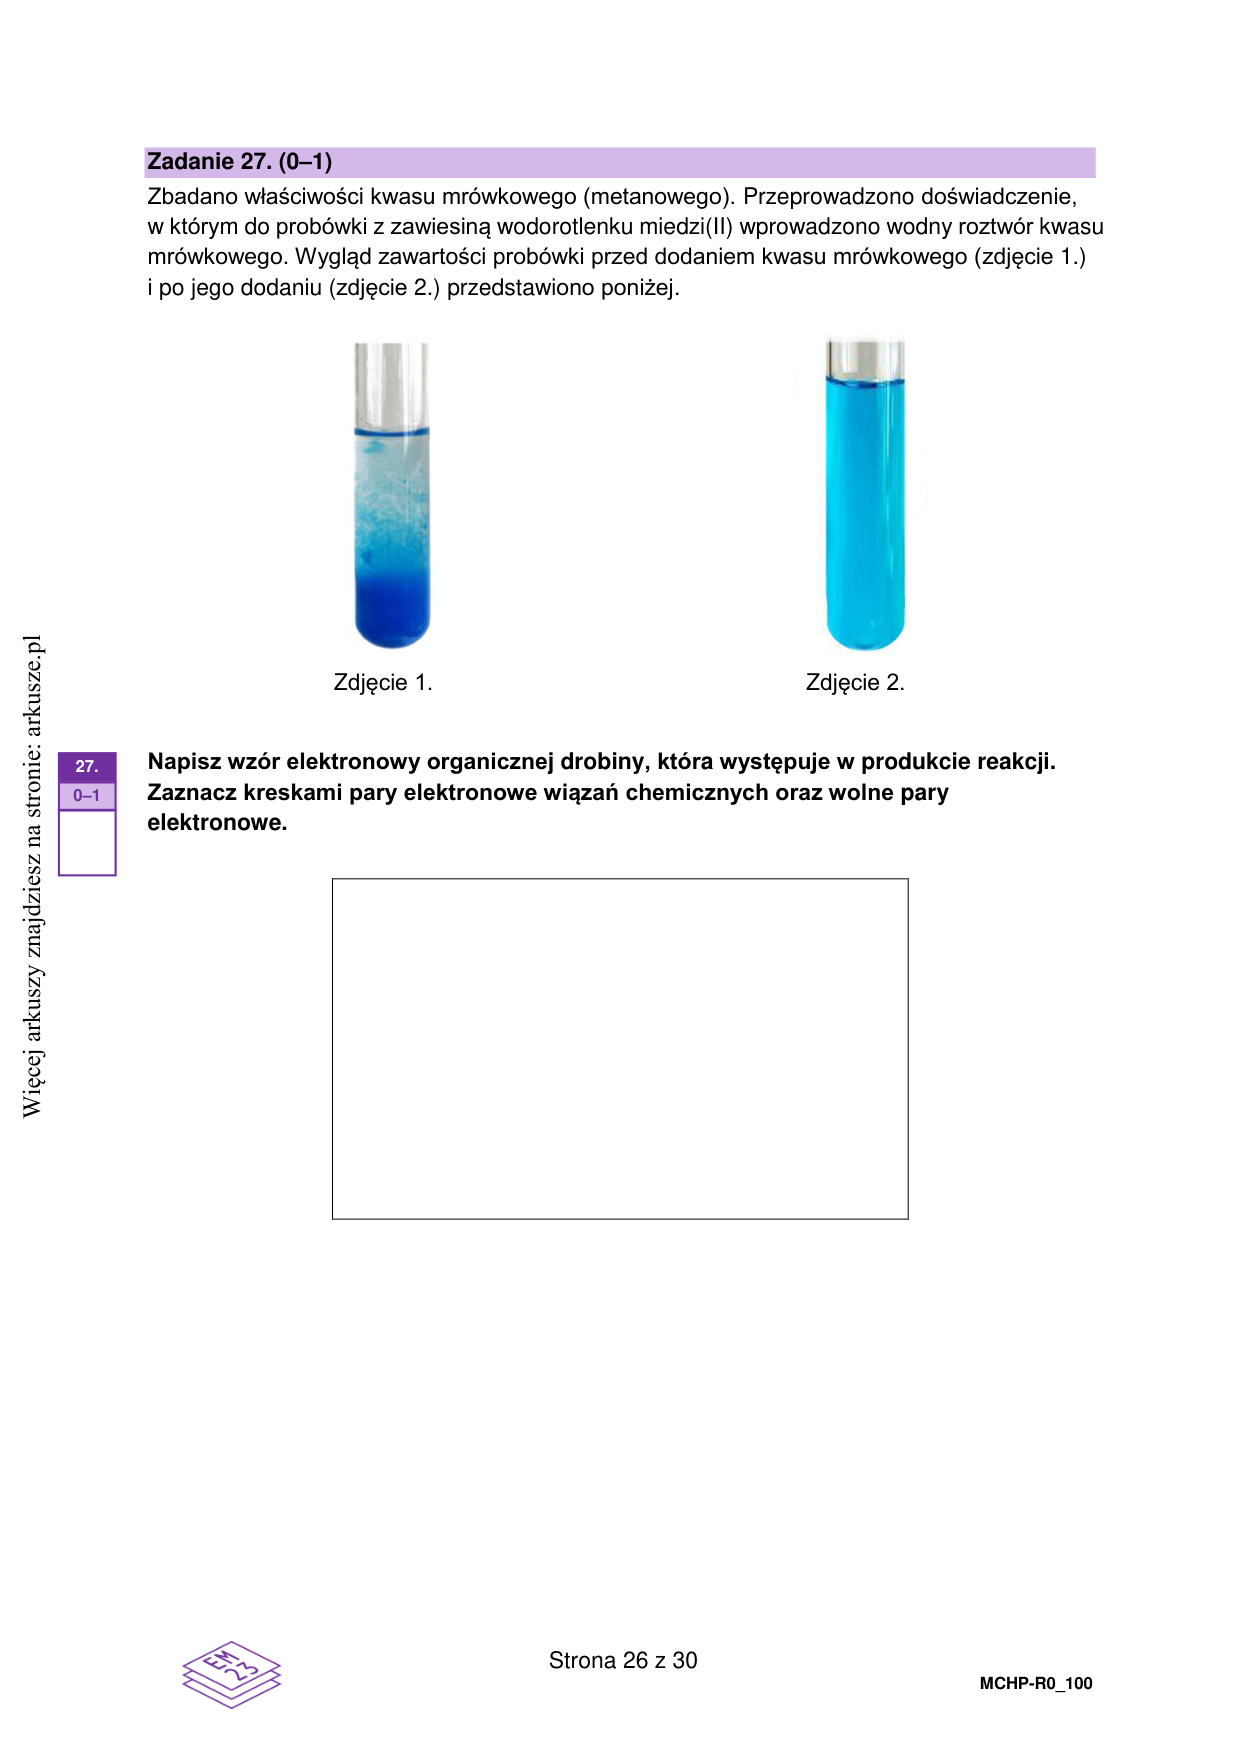 Zadanie 27. (0–1)
Zbadano właściwości kwasu mrówkowego (metanowego). Przeprowadzono doświadczenie,
w którym do probówki z zawiesiną wodorotlenku miedzi(II) wprowadzono wodny roztwór kwasu
mrówkowego. Wygląd zawartości probówki przed dodaniem kwasu mrówkowego (zdjęcie 1.)
i po jego dodaniu (zdjęcie 2.) przedstawiono poniżej.
Zdjęcie 1.
Zdjęcie 2.
Więcej arkuszy znajdziesz na stronie: arkusze.pl
27.
0–1
Napisz wzór elektronowy organicznej drobiny, która występuje w produkcie reakcji.
Zaznacz kreskami pary elektronowe wiązań chemicznych oraz wolne pary
elektronowe.
EM
23
Strona 26 z 30
MCHP-R0_100